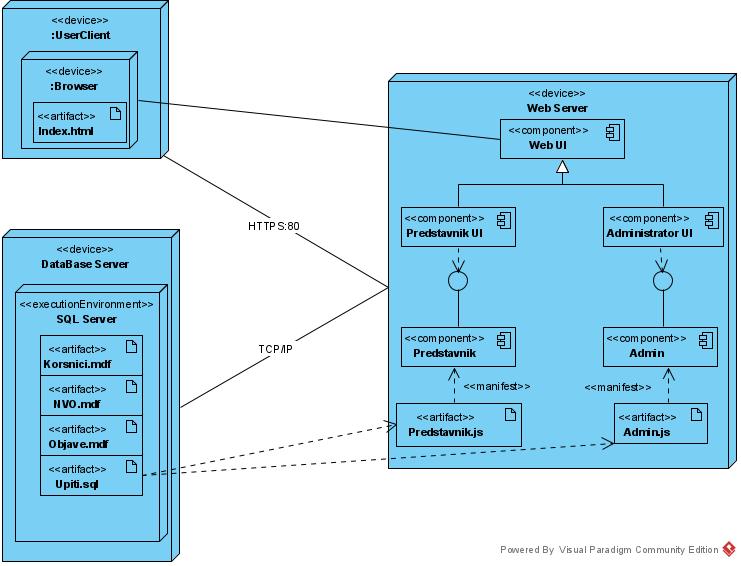 <<device>>
:UserClient
<<device>>
:Browser
<<artifact>>
Index.html
<<device>>
Web Server
<<component>>
Web UI
<<component>>
Predstavnik UI
<<component>>
Administrator UI
HTTPS:80
<<device>>
DataBase Server
<<executionEnvironment>>
SQL Server
<<artifact>>
Korsnici.mdf
<<artifact>>
NVO.mdf
<<artifact>>
Objave.mdf
<<artifact>>
Upiti.sql
TCP/IP
<<component>>
Predstavnik
<<component>>
Admin
<<manifest>>
<<manifest>>
<<artifact>>
Predstavnik.js
<<artifact>>
Admin.js
Powered By Visual Paradigm Community Edition